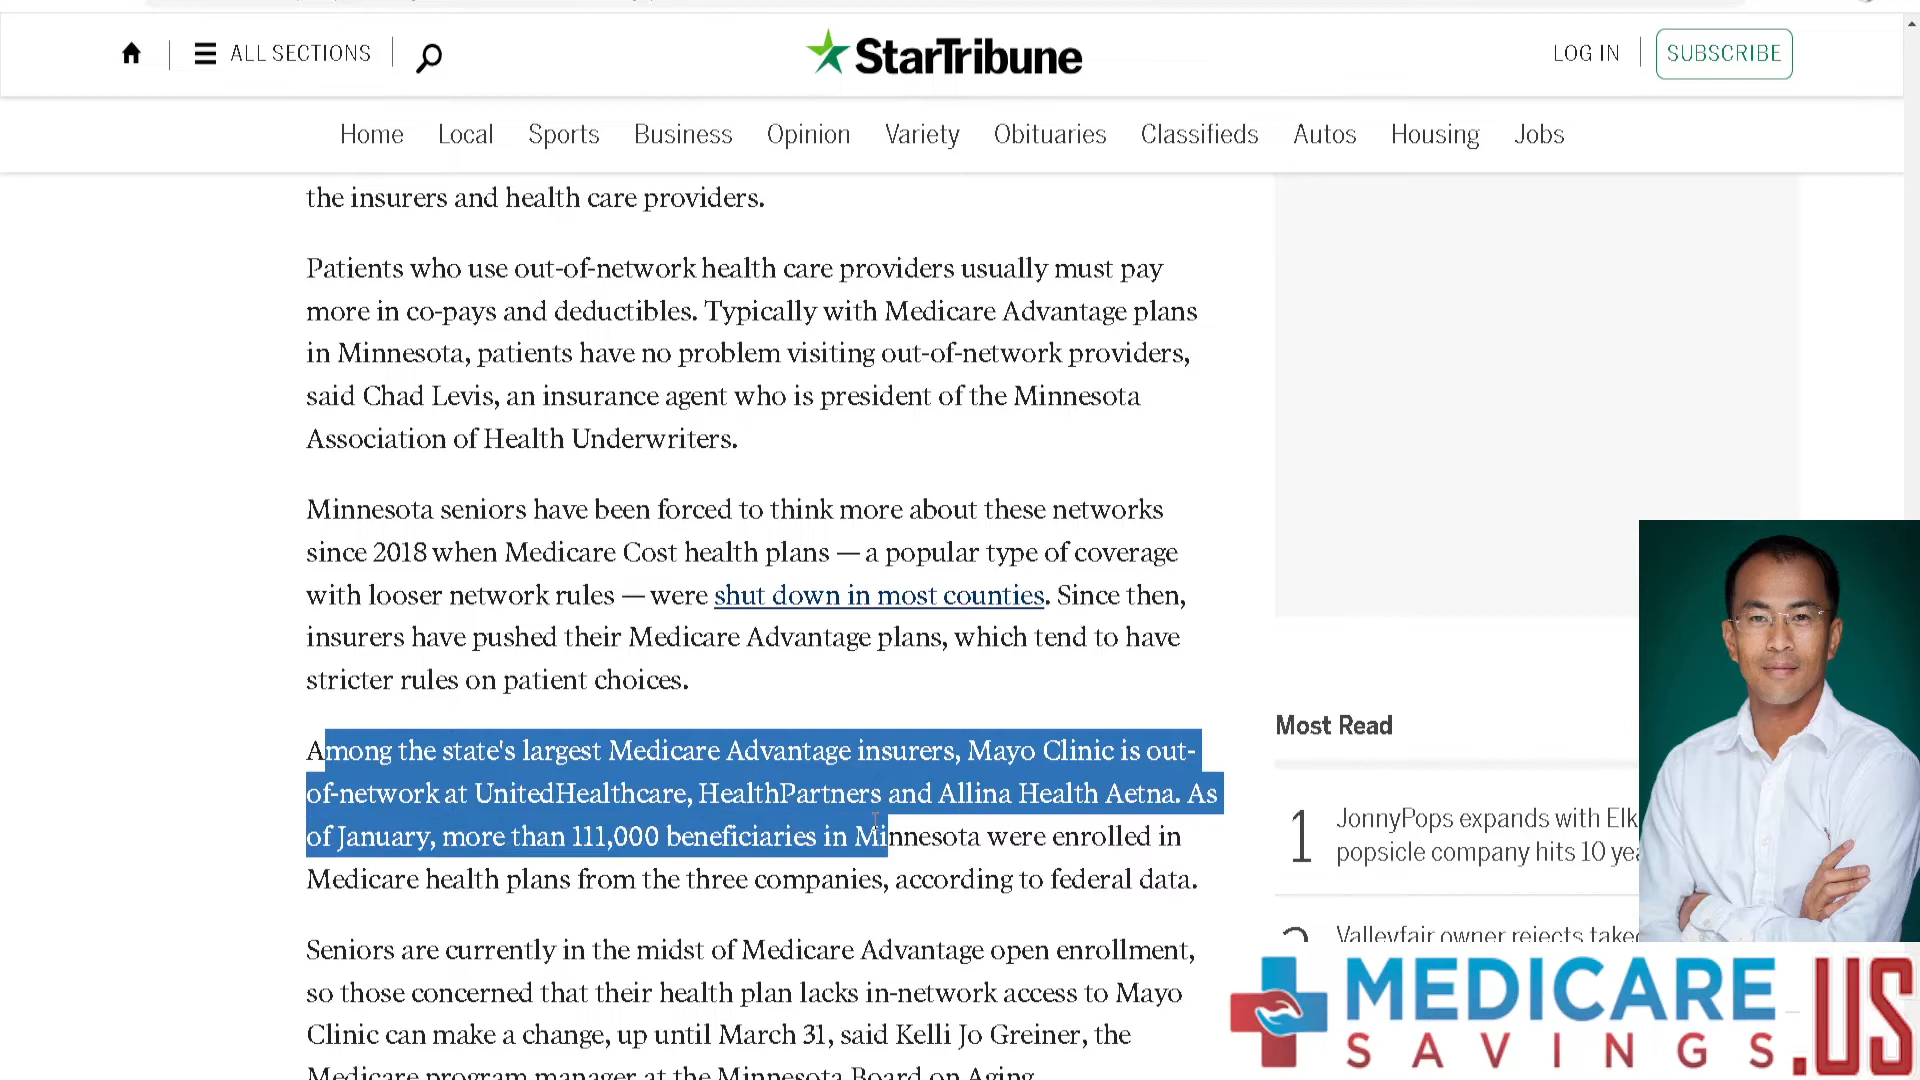 ALL SECTIONS
StarTribune
LOG IN
SUBSCRIBE
Home Local Sports Business Opinion Variety Obituaries Classifieds Autos Housing Jobs
the insurers and health care providers.
Patients who use out-of-network health care providers usually must pay
more in co-pays and deductibles. Typically with Medicare Advantage plans
in Minnesota, patients have no problem visiting out-of-network providers,
said Chad Levis, an insurance agent who is president of the Minnesota
Association of Health Underwriters.
Minnesota seniors have been forced to think more about these networks
since 2018 when Medicare Cost health plans — a popular type of coverage
with looser network rules — were shut down in most counties. Since then,
insurers have pushed their Medicare Advantage plans, which tend to have
stricter rules on patient choices.
Among the state's largest Medicare Advantage insurers, Mayo Clinic is out-
of-network at UnitedHealthcare, HealthPartners and Allina Health Aetna. As
of January, more than 111,000 beneficiaries in Minnesota were enrolled in
Medicare health plans from the three companies, according to federal data.
Seniors are currently in the midst of Medicare Advantage open enrollment,
so those concerned that their health plan lacks in-network access to Mayo
Clinic can make a change, up until March 31, said Kelli Jo Greiner, the
Medicare program manager at the Minnesota Board on Aging.
Most Read
1
JonnyPops expands with Elk
popsicle company hits 10 yea
2
Valleyfair owner rejects take
MEDICARE
SAVINGS
.US